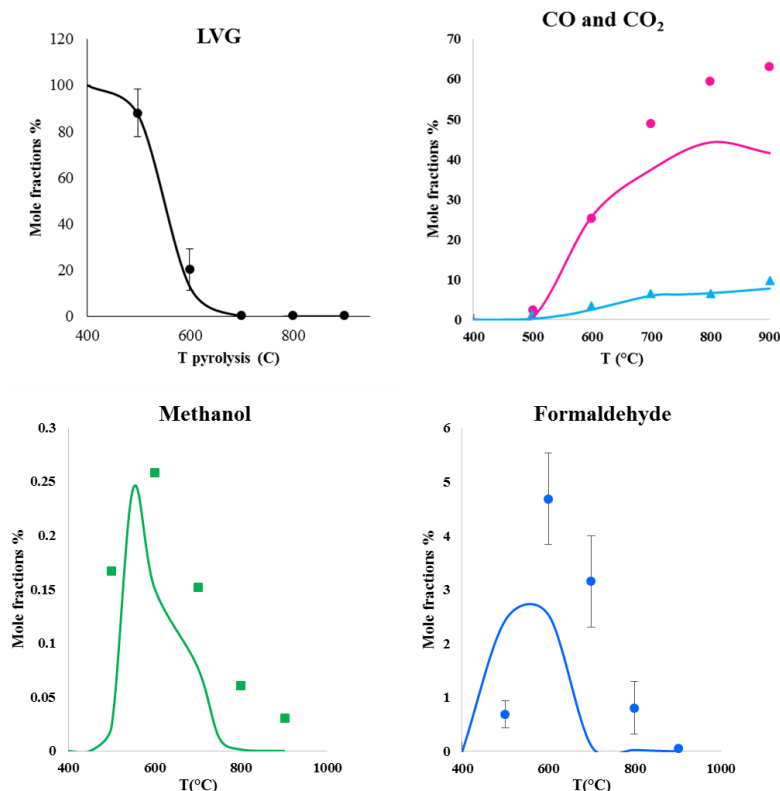 LVG
120
100
80
60
40
20
0
Mole fractions %
400 600 800
T pyrolysis (C)
CO and CO₂
70
60
50
40
30
20
10
0
Mole fractions %
400 500 600 700 800 900
T (°C)
Methanol
0.3
0.25
0.2
0.15
0.1
0.05
0
Mole fractions %
400 600 800 1000
T(°C)
Formaldehyde
6
5
4
3
2
1
0
Mole fractions %
400 600 800 1000
T(°C)